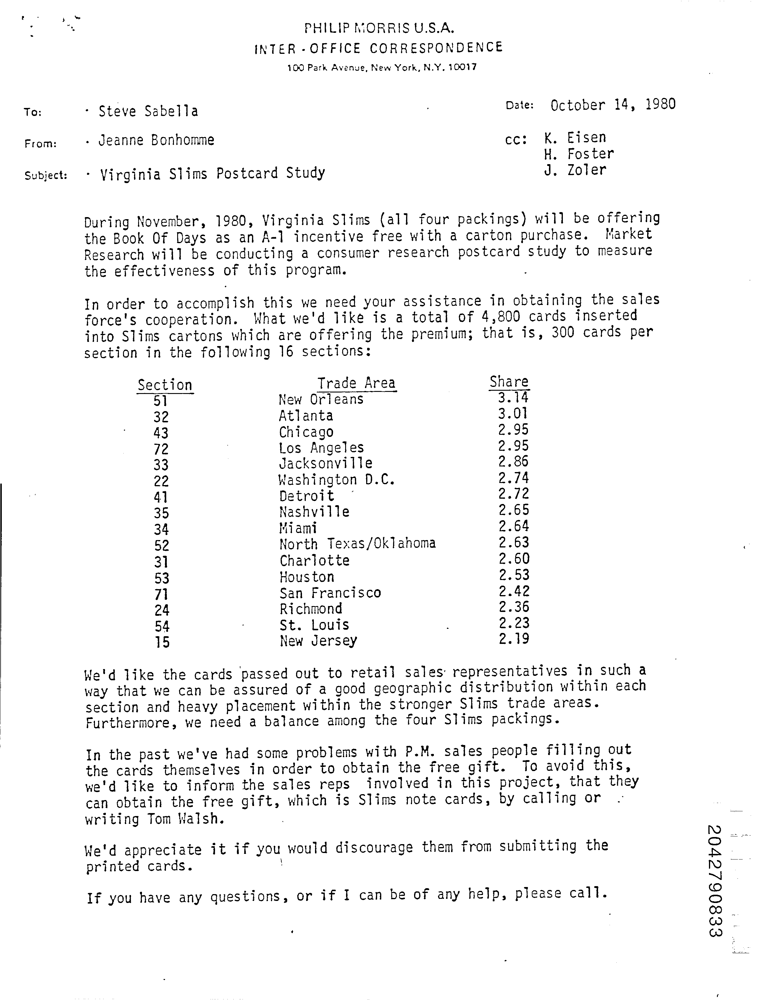 PHILIP MORRIS U.S.A.
INTER-OFFICE CORRESPONDENCE
100 Park Avenue, New York, N.Y. 10017
To: · Steve Sabella Date: October 14, 1980
From: · Jeanne Bonhomme cc: K. Eisen
H. Foster
Subject: · Virginia Slims Postcard Study J. Zoler
During November, 1980, Virginia Slims (all four packings) will be offering
the Book Of Days as an A-1 incentive free with a carton purchase. Market
Research will be conducting a consumer research postcard study to measure
the effectiveness of this program.
In order to accomplish this we need your assistance in obtaining the sales
force's cooperation. What we'd like is a total of 4,800 cards inserted
into Slims cartons which are offering the premium; that is, 300 cards per
section in the following 16 sections:
Section Trade Area Share
51 New Orleans 3.14
32 Atlanta 3.01
43 Chicago 2.95
72 Los Angeles 2.95
33 Jacksonville 2.86
22 Washington D.C. 2.74
41 Detroit 2.72
35 Nashville 2.65
34 Miami 2.64
52 North Texas/Oklahoma 2.63
31 Charlotte 2.60
53 Houston 2.53
71 San Francisco 2.42
24 Richmond 2.36
54 St. Louis 2.23
15 New Jersey 2.19
We'd like the cards passed out to retail sales representatives in such a
way that we can be assured of a good geographic distribution within each
section and heavy placement within the stronger Slims trade areas.
Furthermore, we need a balance among the four Slims packings.
In the past we've had some problems with P.M. sales people filling out
the cards themselves in order to obtain the free gift. To avoid this,
we'd like to inform the sales reps involved in this project, that they
can obtain the free gift, which is Slims note cards, by calling or
writing Tom Walsh.
We'd appreciate it if you would discourage them from submitting the
printed cards.
If you have any questions, or if I can be of any help, please call.
2042790833